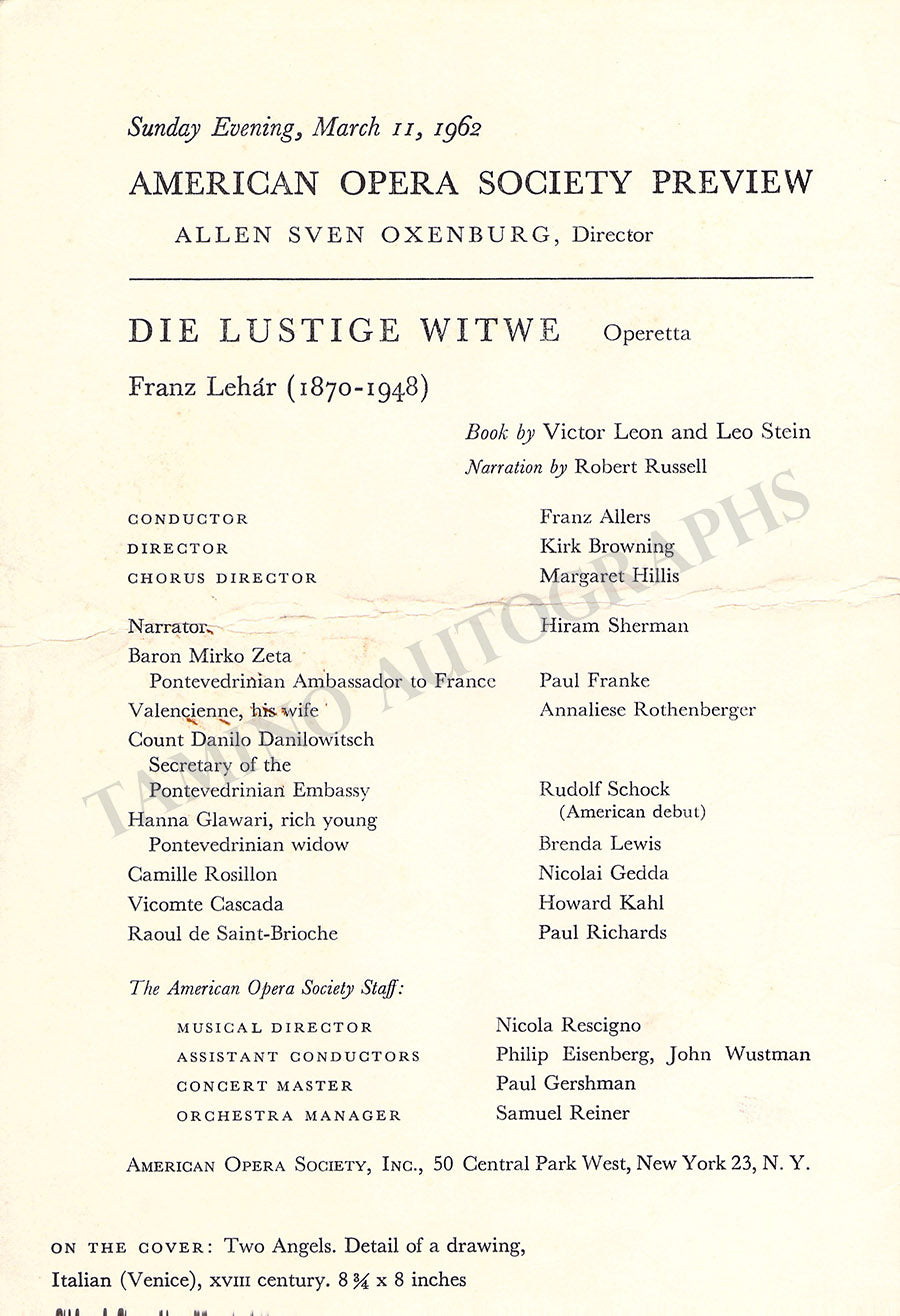 Sunday Evening, March 11, 1962
AMERICAN OPERA SOCIETY PREVIEW
ALLEN SVEN OXENBURG, Director
DIE LUSTIGE WITWE Operetta
Franz Lehár (1870-1948)
Book by Victor Leon and Leo Stein
Narration by Robert Russell
CONDUCTOR Franz Allers
DIRECTOR Kirk Browning
CHORUS DIRECTOR Margaret Hillis
Narrator Hiram Sherman
Baron Mirko Zeta
Pontevedrinian Ambassador to France Paul Franke
Valencienne, his wife Annaliese Rothenberger
Count Danilo Danilowitsch
Secretary of the
Pontevedrinian Embassy Rudolf Schock
(American debut)
Hanna Glawari, rich young
Pontevedrinian widow Brenda Lewis
Camille Rosillon Nicolai Gedda
Vicomte Cascada Howard Kahl
Raoul de Saint-Brioche Paul Richards
The American Opera Society Staff:
MUSICAL DIRECTOR Nicola Rescigno
ASSISTANT CONDUCTORS Philip Eisenberg, John Wustman
CONCERT MASTER Paul Gershman
ORCHESTRA MANAGER Samuel Reiner
AMERICAN OPERA SOCIETY, INC., 50 Central Park West, New York 23, N. Y.
ON THE COVER: Two Angels. Detail of a drawing,
Italian (Venice), XVIII century. 8 ¾ x 8 inches
TAMINO AUTOGRAPHS